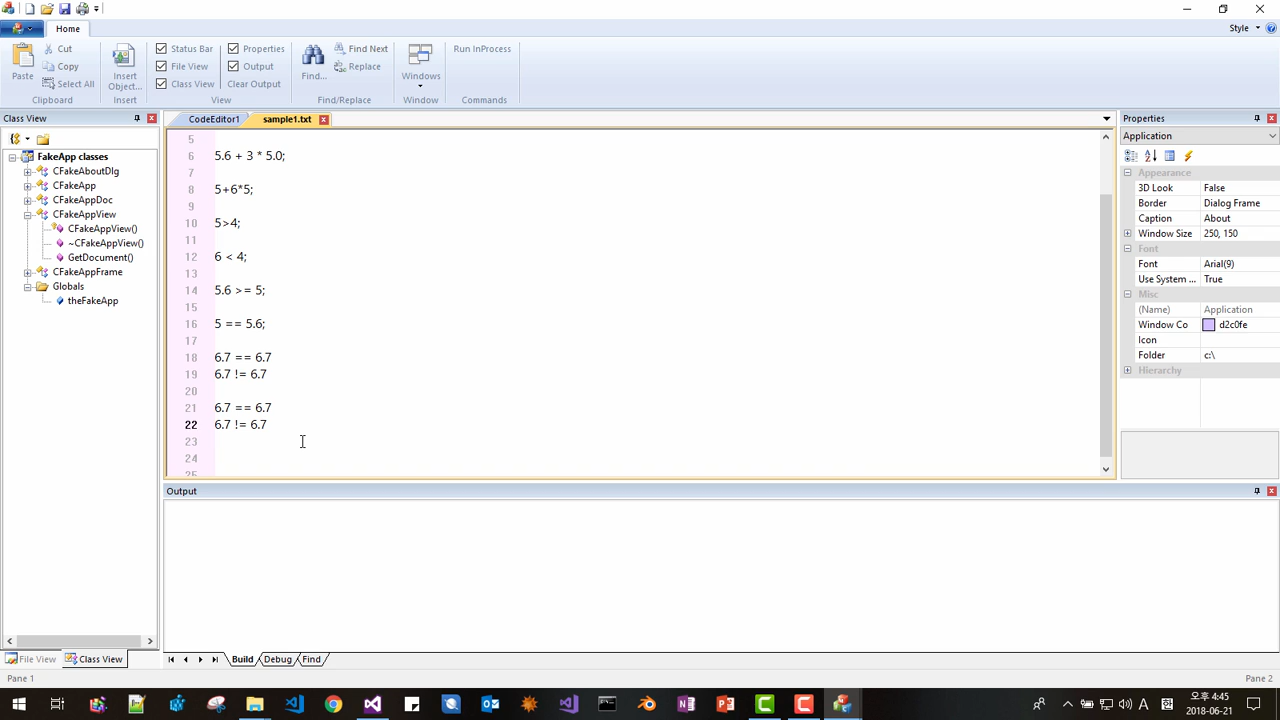 Home
Style
Paste
Cut
Copy
Select All
Clipboard
Insert Object...
Insert
Status Bar
File View
Class View
Properties
Output
Clear Output
View
Find...
Find Next
Replace
Find/Replace
Windows
Window
Run InProcess
Commands
Class View
FakeApp classes
CFakeAboutDlg
CFakeApp
CFakeAppDoc
CFakeAppView
CFakeAppView()
~CFakeAppView()
GetDocument()
CFakeAppFrame
Globals
theFakeApp
File View
Class View
CodeEditor1
sample1.txt
5
6 5.6 + 3 * 5.0;
7
8 5+6*5;
9
10 5>4;
11
12 6 < 4;
13
14 5.6 >= 5;
15
16 5 == 5.6;
17
18 6.7 == 6.7
19 6.7 != 6.7
20
21 6.7 == 6.7
22 6.7 != 6.7
23
24
25
Output
Build
Debug
Find
Properties
Application
Appearance
3D Look False
Border Dialog Frame
Caption About
Window Size 250, 150
Font
Font Arial(9)
Use System ... True
Misc
(Name) Application
Window Co d2c0fe
Icon
Folder c:\
Hierarchy
Pane 1
Pane 2
A
오후 4:45
2018-06-21